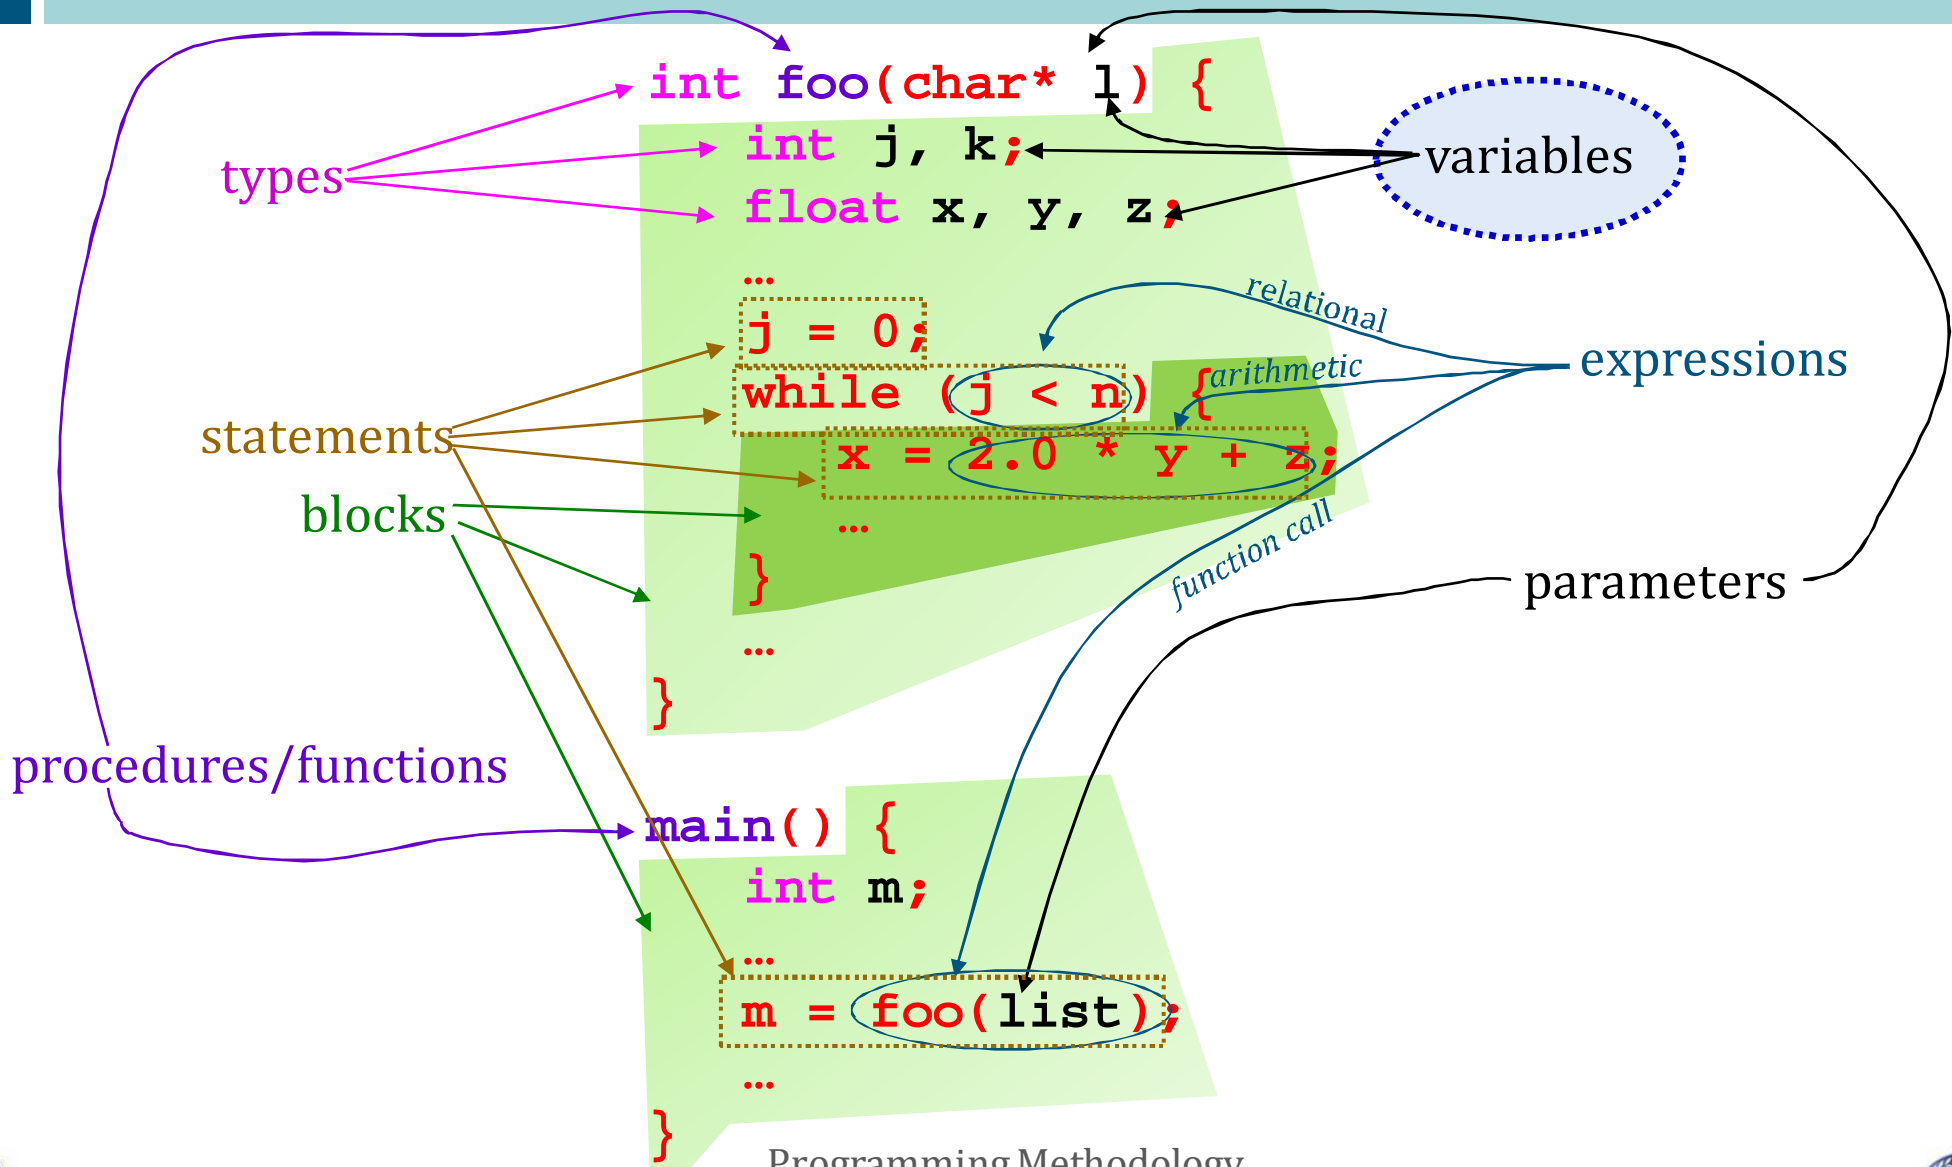 int foo(char* l) {
int j, k;
variables
types
float x, y, z;
…
relational
j = 0;
expressions
arithmetic
while (j < n) {
statements
x = 2.0 * y + z;
blocks
…
function call
}
parameters
…
}
procedures/functions
main() {
int m;
…
m = foo(list);
…
}
Programming Methodology